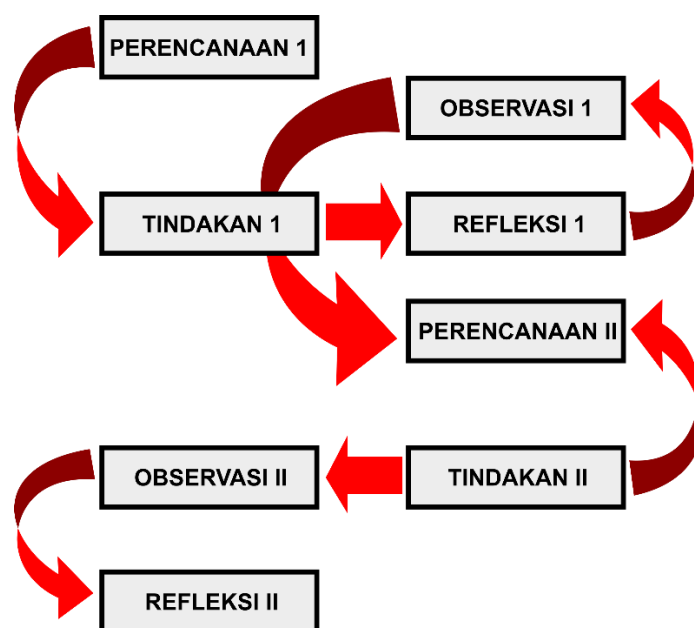 PERENCANAAN 1
OBSERVASI 1
TINDAKAN 1
REFLEKSI 1
PERENCANAAN II
OBSERVASI II
TINDAKAN II
REFLEKSI II